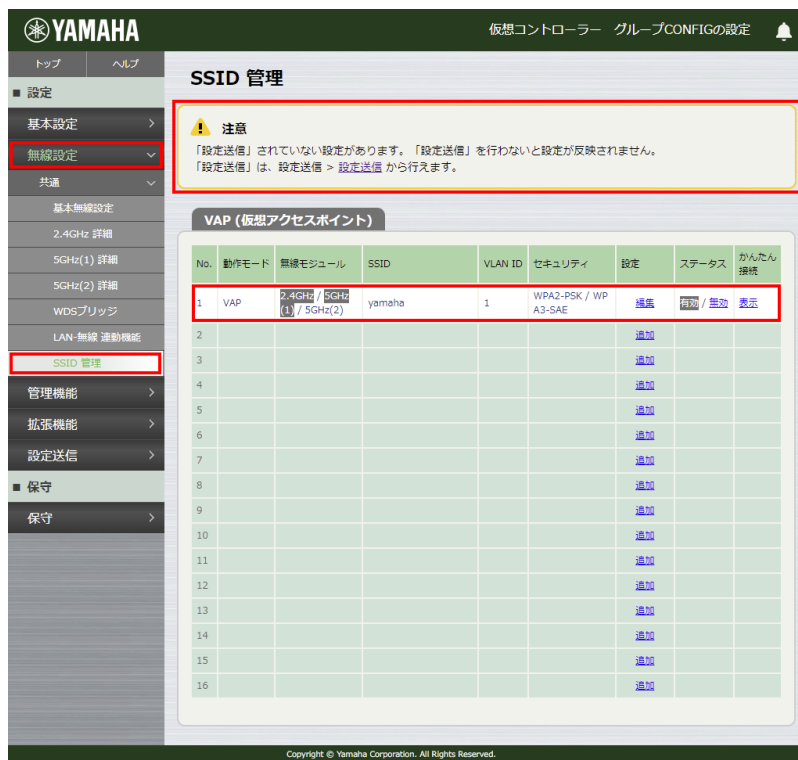 YAMAHA
仮想コントローラー グループCONFIGの設定
トップ ヘルプ
■ 設定
基本設定
無線設定
共通
基本無線設定
2.4GHz 詳細
5GHz(1) 詳細
5GHz(2) 詳細
WDSブリッジ
LAN-無線 連動機能
SSID 管理
管理機能
拡張機能
設定送信
■ 保守
保守
SSID 管理
注意
「設定送信」されていない設定があります。「設定送信」を行わないと設定が反映されません。
「設定送信」は、設定送信 > 設定送信 から行えます。
VAP (仮想アクセスポイント)
No. 動作モード 無線モジュール SSID VLAN ID セキュリティ 設定 ステータス かんたん
接続
1 VAP 2.4GHz / 5GHz yamaha 1 WPA2-PSK / WP 編集 有効 / 無効 表示
(1) / 5GHz(2) A3-SAE
2 追加
3 追加
4 追加
5 追加
6 追加
7 追加
8 追加
9 追加
10 追加
11 追加
12 追加
13 追加
14 追加
15 追加
16 追加
Copyright © Yamaha Corporation. All Rights Reserved.